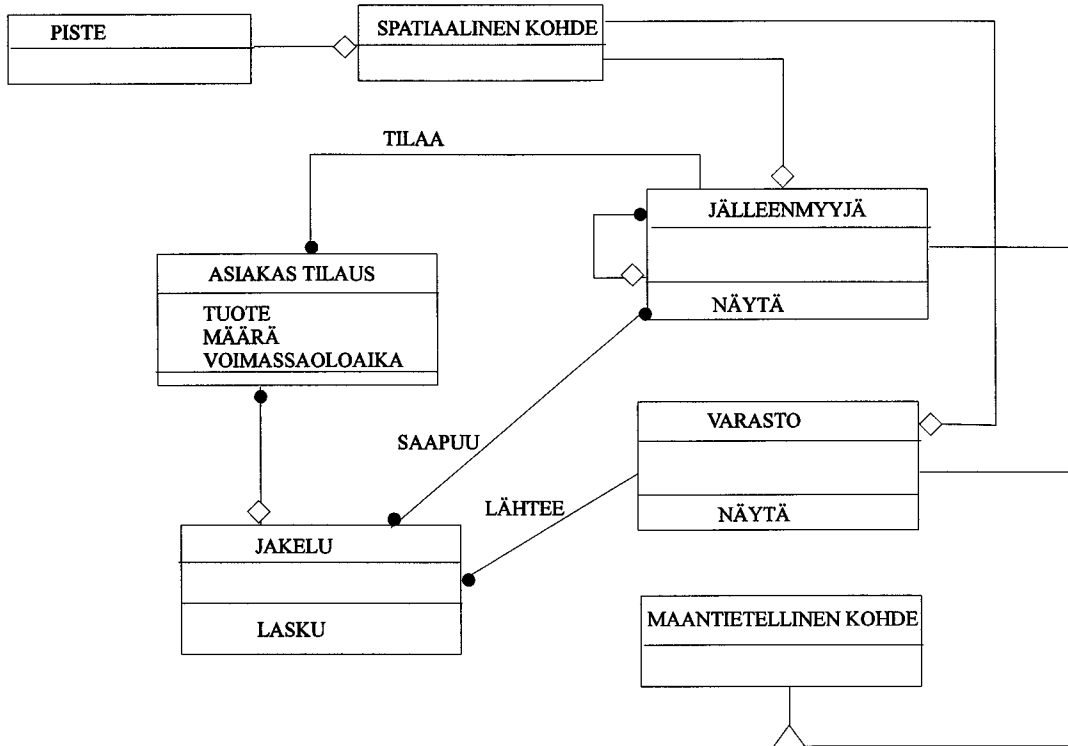 PISTE
SPATIAALINEN KOHDE
TILAA
JÄLLEENMYYJÄ
NÄYTÄ
ASIAKAS TILAUS
TUOTE
MÄÄRÄ
VOIMASSAOLOAIKA
SAAPUU
VARASTO
NÄYTÄ
LÄHTEE
JAKELU
LASKU
MAANTIETELLINEN KOHDE